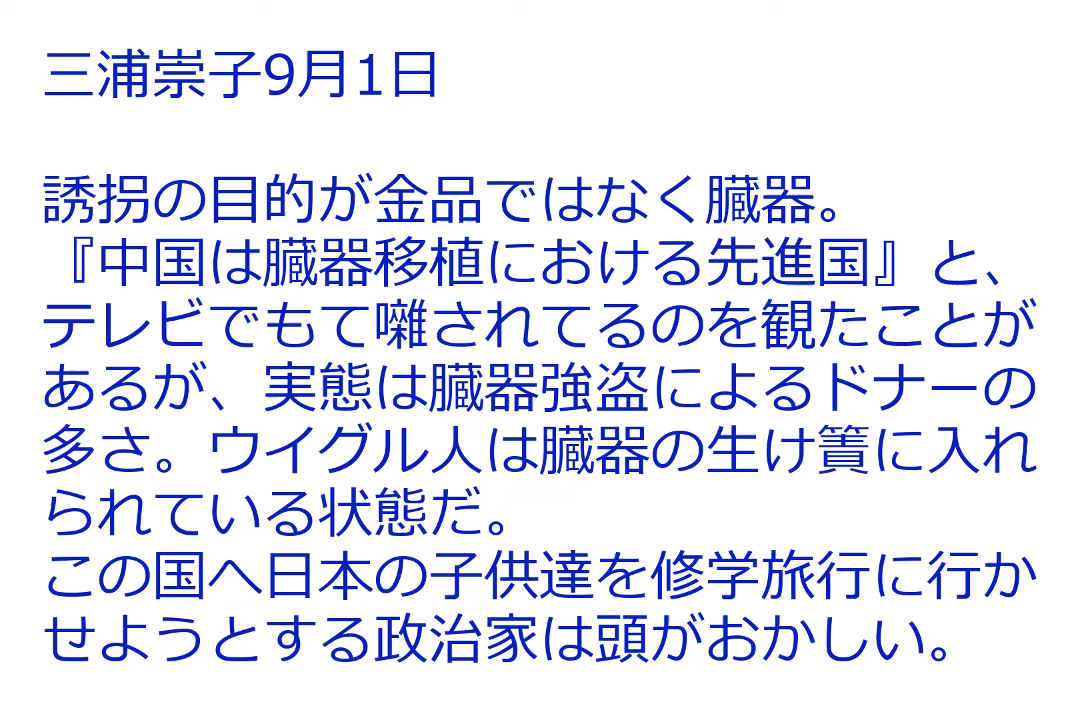 三浦崇子9月1日
誘拐の目的が金品ではなく臓器。
『中国は臓器移植における先進国』と、
テレビでもて囃されてるのを観たことが
あるが、実態は臓器強盗によるドナーの
多さ。ウイグル人は臓器の生け簀に入れ
られている状態だ。
この国へ日本の子供達を修学旅行に行か
せようとする政治家は頭がおかしい。